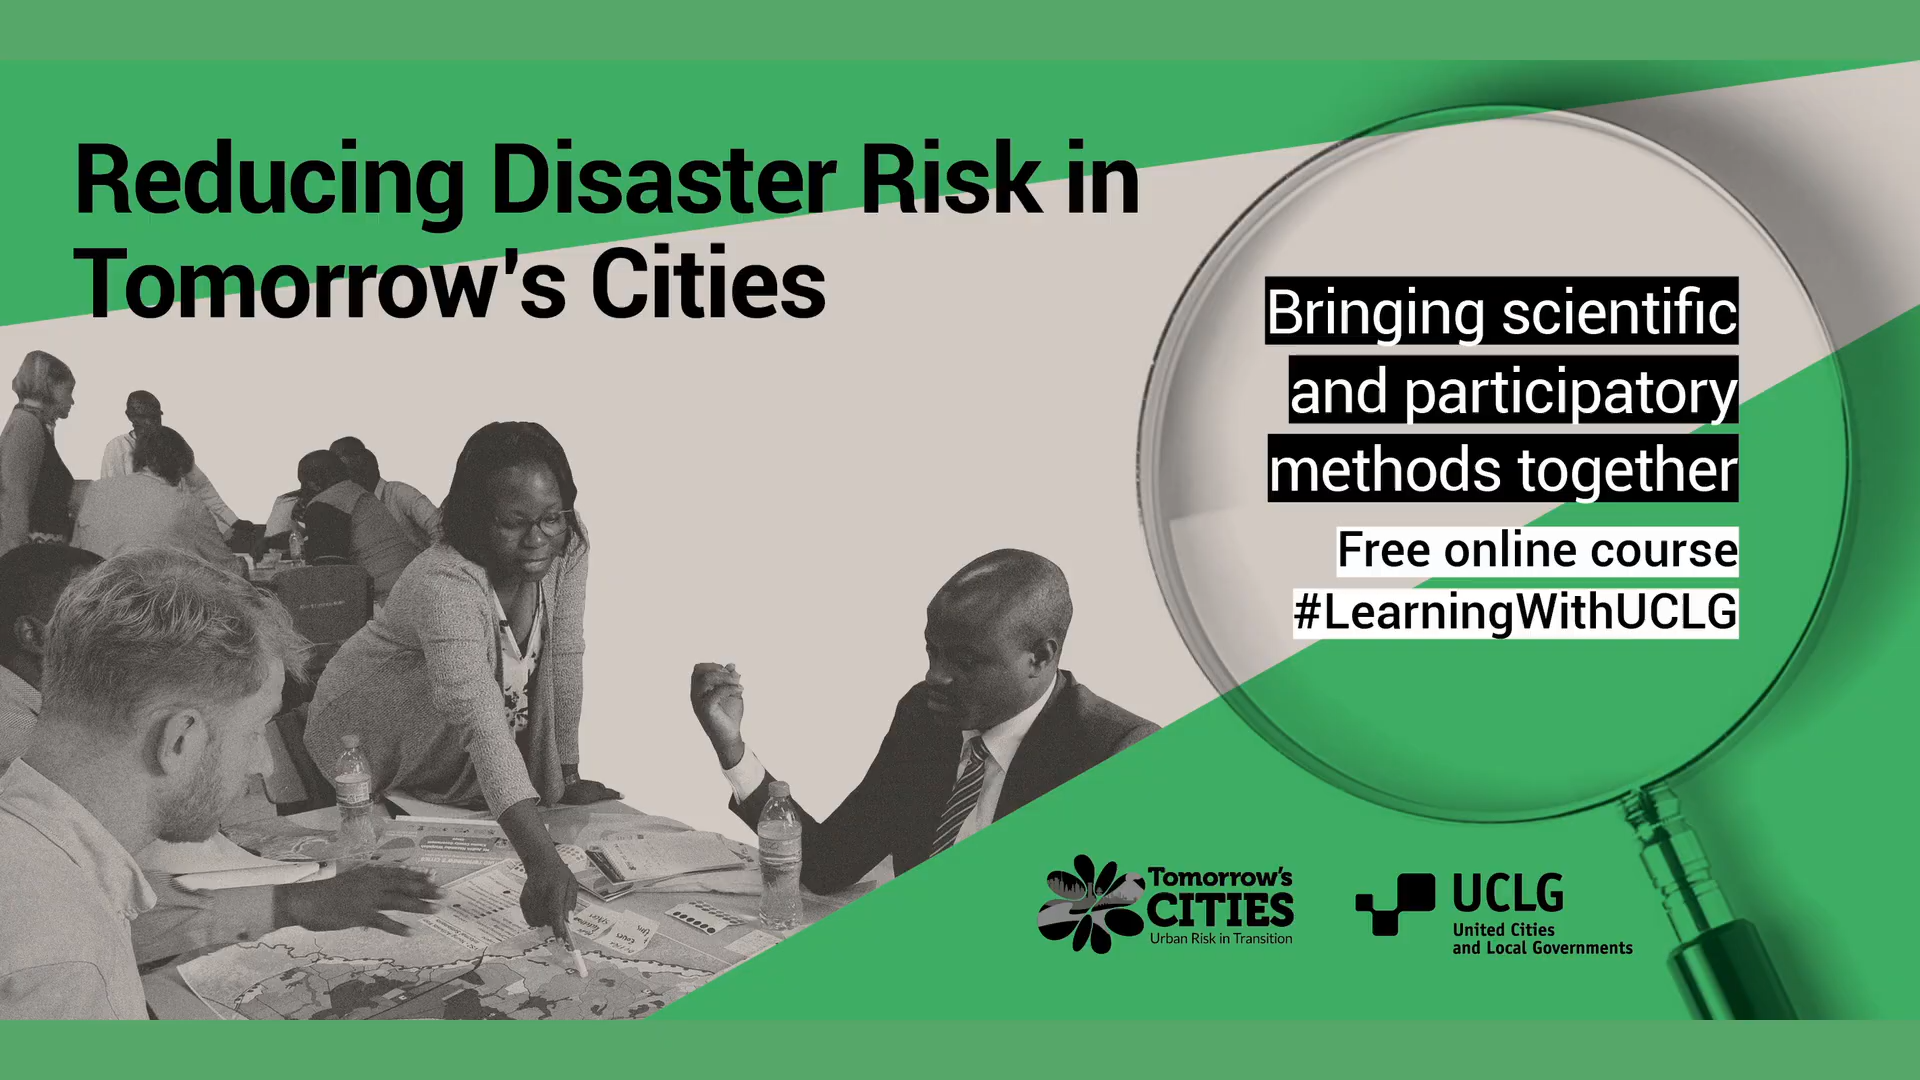 Reducing Disaster Risk in
Tomorrow's Cities
Bringing scientific
and participatory
methods together
Free online course
#LearningWithUCLG
Tomorrow's
CITIES
Urban Risk in Transition
UCLG
United Cities
and Local Governments